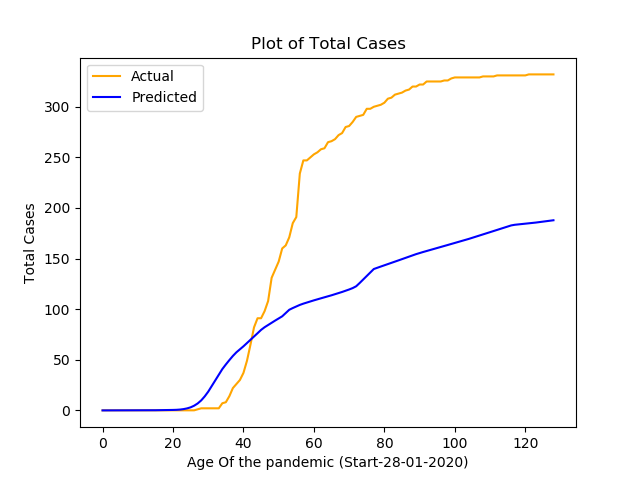 Plot of Total Cases
Actual
Predicted
300
250
200
150
100
50
0
Total Cases
0 20 40 60 80 100 120
Age Of the pandemic (Start-28-01-2020)